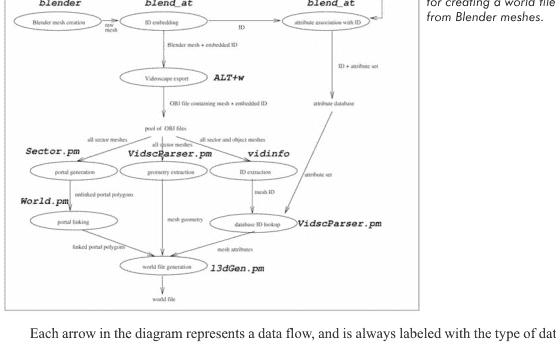 blender
blend_at
blend_at
for creating a world file
from Blender meshes.
Blender mesh creation
raw
mesh
ID embedding
ID
attribute association with ID
Blender mesh + embedded ID
ID + attribute set
Videoscape export
ALT+w
OBJ file containing mesh + embedded ID
attribute database
pool of OBJ files
all sector meshes
all sector meshes
all sector and object meshes
Sector.pm
VidscParser.pm
vidinfo
portal generation
geometry extraction
ID extraction
attribute set
unlinked portal polygons
mesh ID
World.pm
portal linking
mesh geometry
database ID lookup
VidscParser.pm
linked portal polygons
mesh attributes
world file generation
l3dGen.pm
world file
Each arrow in the diagram represents a data flow, and is always labeled with the type of dat